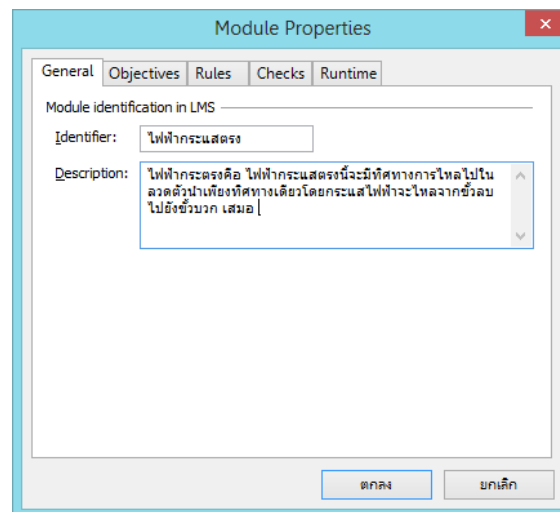 Module Properties
General Objectives Rules Checks Runtime
Module identification in LMS
Identifier: ไฟฟ้ากระแสตรง
Description: ไฟฟ้ากระตรงคือ ไฟฟ้ากระแสตรงนี้จะมีทิศทางการไหลไปใน
ลวดตัวนำเพียงทิศทางเดียวโดยกระแสไฟฟ้าจะไหลจากขั้วลบ
ไปยังขั้วบวก เสมอ
ตกลง ยกเลิก